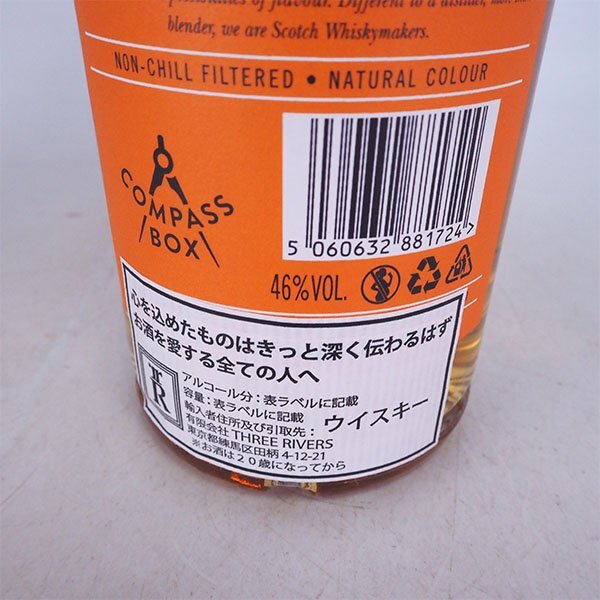 of flavour. Different to a distiller,
blender, we are Scotch Whiskymakers.
NON-CHILL FILTERED • NATURAL COLOUR
COMPASS
BOX
5 060632 881724 >
46%VOL.
心を込めたものはきっと深く伝わるはず
お酒を愛する全ての人へ
R
アルコール分：表ラベルに記載
容量：表ラベルに記載
輸入者住所及び引取先：
ウイスキー
有限会社 THREE RIVERS
東京都練馬区田柄 4-12-21
※お酒は20歳になってから